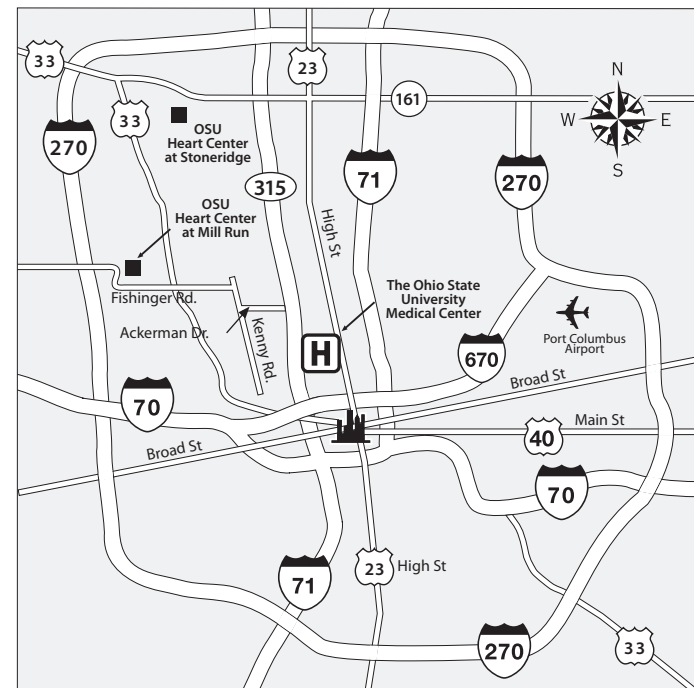 33
23
N
161
W
E
33
OSU
Heart Center
at Stoneridge
S
270
71
270
315
OSU
Heart Center
at Mill Run
High St
The Ohio State
University
Medical Center
Fishinger Rd.
Ackerman Dr.
Kenny Rd.
H
Port Columbus
Airport
670
Broad St
70
Main St
40
Broad St
70
71
23
High St
270
33